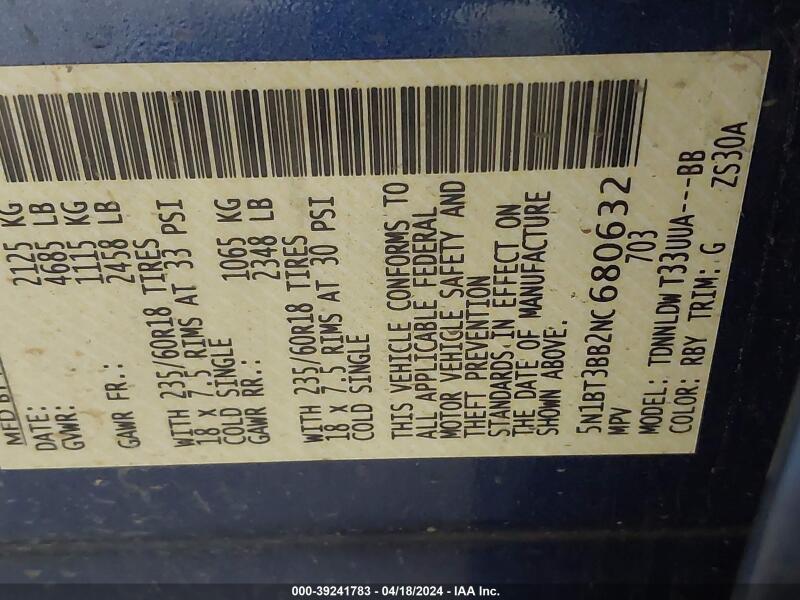 MFD BY
DATE:
GVWR: 2125 KG
4685 LB
GAWR FR.: 1115 KG
2458 LB
WITH 235/60R18 TIRES
18 X 7.5 RIMS AT 33 PSI
COLD SINGLE
GAWR RR.: 1065 KG
2348 LB
WITH 235/60R18 TIRES
18 X 7.5 RIMS AT 30 PSI
COLD SINGLE
THIS VEHICLE CONFORMS TO
ALL APPLICABLE FEDERAL
MOTOR VEHICLE SAFETY AND
THEFT PREVENTION
STANDARDS IN EFFECT ON
THE DATE OF MANUFACTURE
SHOWN ABOVE.
5N1BT3BB2NC680632
MPV 703
MODEL: TDNNLDW T33UUA---BB
COLOR: RBY TRIM: G ZS30A
000-39241783 - 04/18/2024 - IAA Inc.